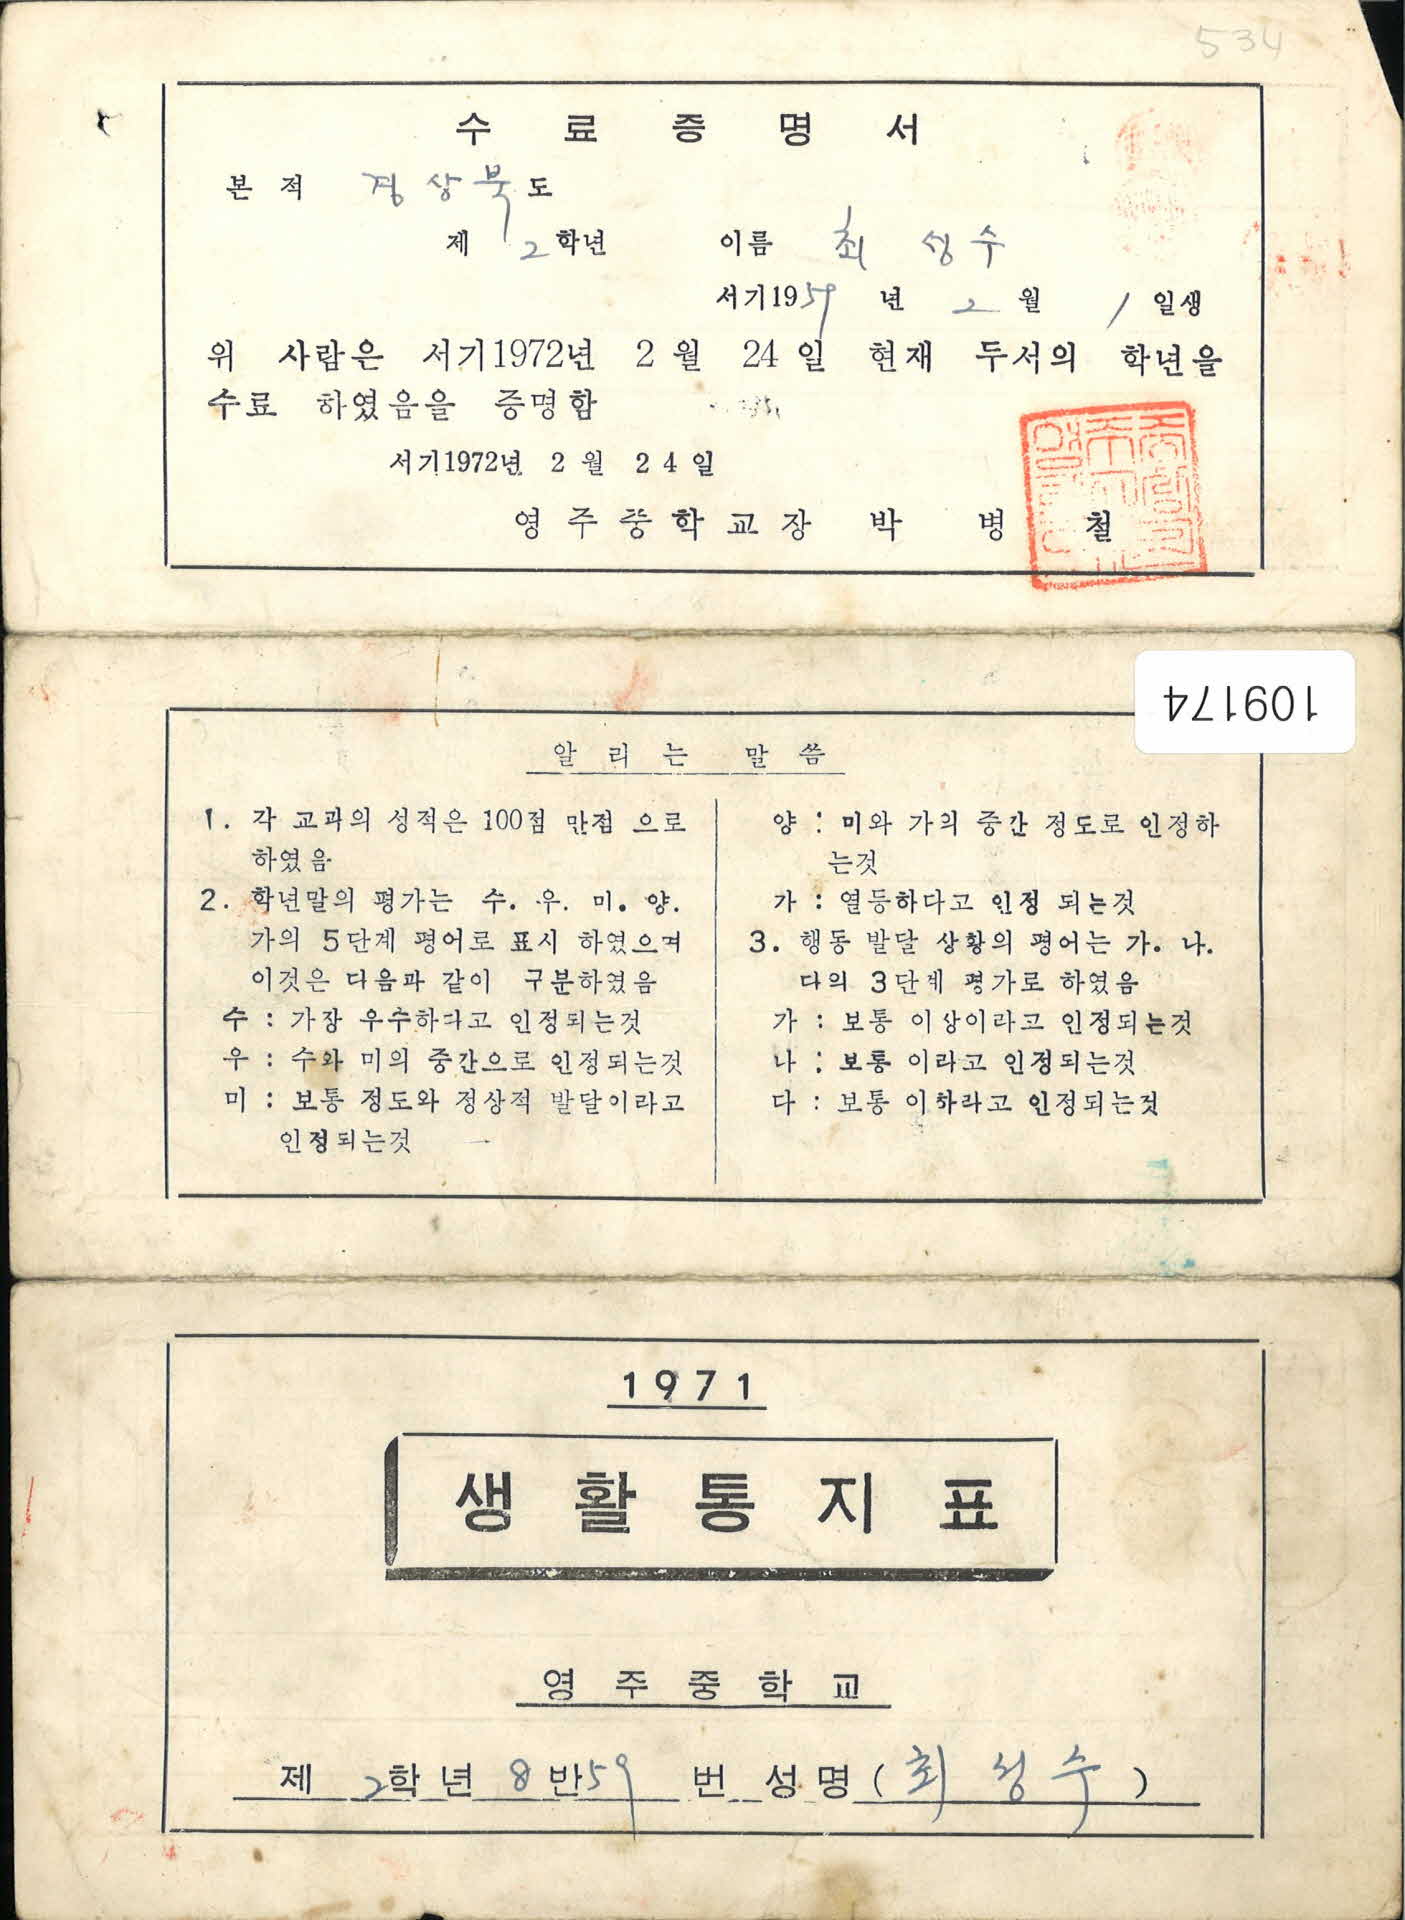 534
수 료 증 명 서
본 적 경 상 북 도
제 2 학년 이름 최 성 수
서기1959 년 2 월 1 일생
위 사람은 서기1972년 2 월 24 일 현재 두서의 학년을
수료 하였음을 증명함
서기1972년 2 월 2 4 일
영 주 중 학 교 장 박 병 철
109174
알 리 는 말 씀
1. 각 교과의 성적은 100점 만점 으로
하였음
2. 학년말의 평가는 수. 우. 미. 양.
가의 5단계 평어로 표시 하였으며
이것은 다음과 같이 구분하였음
수 : 가장 우수하다고 인정되는것
우 : 수와 미의 중간으로 인정되는것
미 : 보통 정도와 정상적 발달이라고
인정되는것
양 : 미와 가의 중간 정도로 인정하
는것
가 : 열등하다고 인정 되는것
3. 행동 발달 상황의 평어는 가. 나.
다의 3단계 평가로 하였음
가 : 보통 이상이라고 인정되는것
나 : 보통 이라고 인정되는것
다 : 보통 이하라고 인정되는것
1971
생 활 통 지 표
영 주 중 학 교
제 2학 년 8 반 59 번 성 명 ( 최 성 수 )